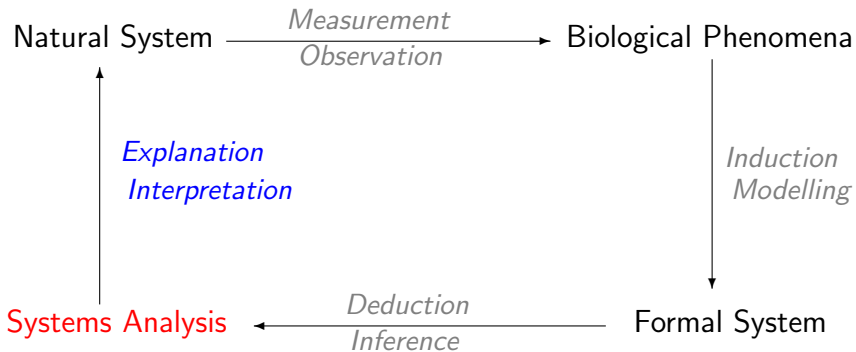 Natural System
Measurement
Observation
Biological Phenomena
Explanation
Interpretation
Induction
Modelling
Systems Analysis
Deduction
Inference
Formal System